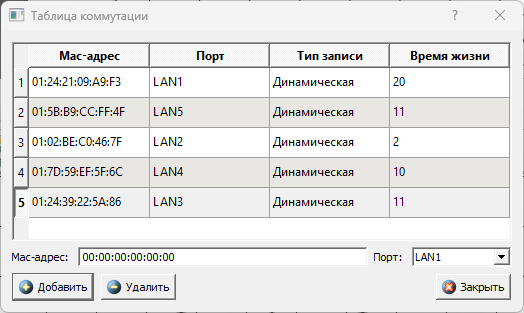 Таблица коммутации
Mac-адрес Порт Тип записи Время жизни
1 01:24:21:09:A9:F3 LAN1 Динамическая 20
2 01:5B:B9:CC:FF:4F LAN5 Динамическая 11
3 01:02:BE:C0:46:7F LAN2 Динамическая 2
4 01:7D:59:EF:5F:6C LAN4 Динамическая 10
5 01:24:39:22:5A:86 LAN3 Динамическая 11
Mac-адрес: 00:00:00:00:00:00 Порт: LAN1
Добавить Удалить Закрыть